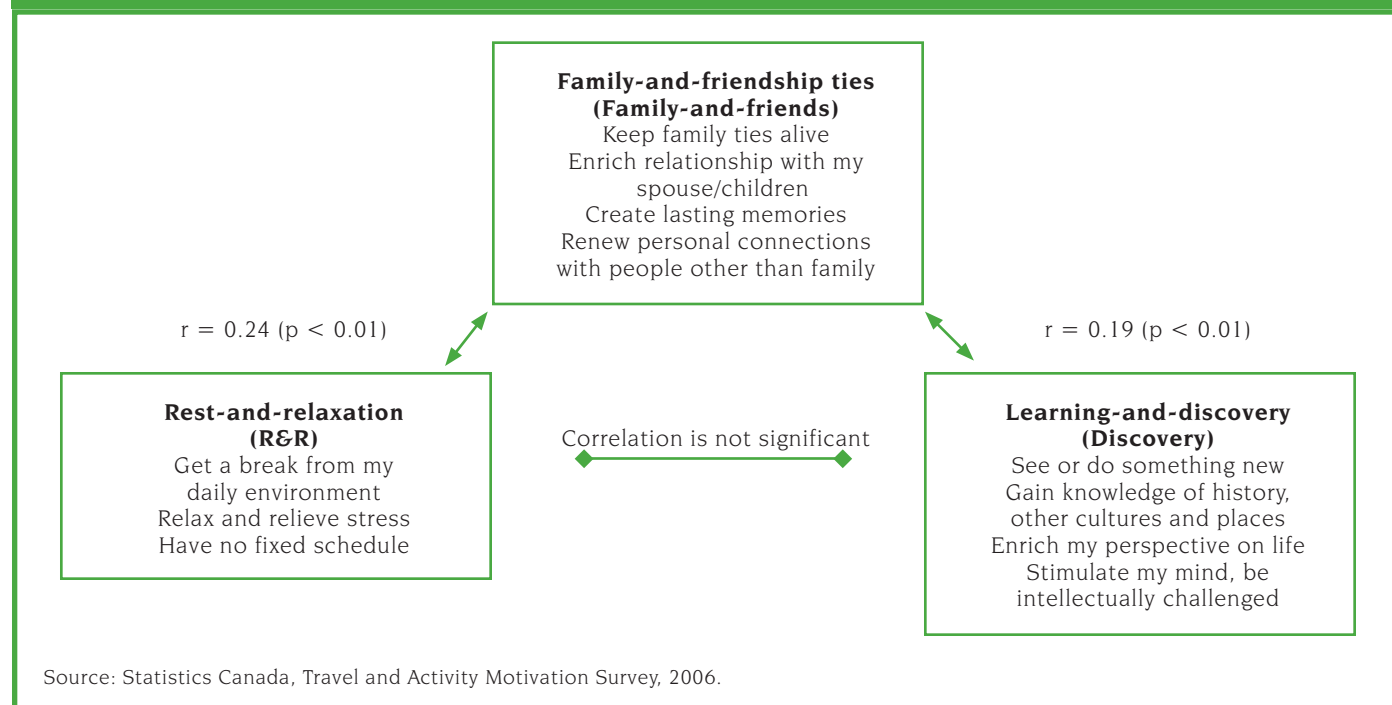 Family-and-friendship ties
(Family-and-friends)
Keep family ties alive
Enrich relationship with my
spouse/children
Create lasting memories
Renew personal connections
with people other than family
r = 0.24 (p < 0.01)
r = 0.19 (p < 0.01)
Rest-and-relaxation
(R&R)
Get a break from my
daily environment
Relax and relieve stress
Have no fixed schedule
Correlation is not significant
Learning-and-discovery
(Discovery)
See or do something new
Gain knowledge of history,
other cultures and places
Enrich my perspective on life
Stimulate my mind, be
intellectually challenged
Source: Statistics Canada, Travel and Activity Motivation Survey, 2006.